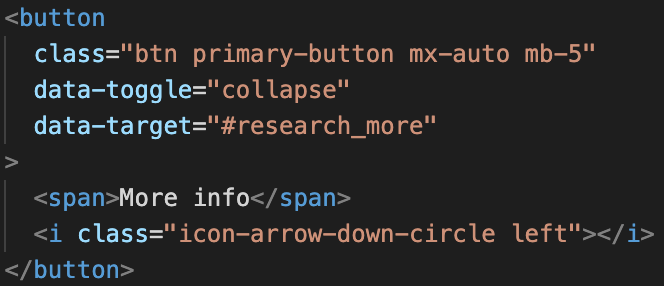 <button
class="btn primary-button mx-auto mb-5"
data-toggle="collapse"
data-target="#research_more"
>
<span>More info</span>
<i class="icon-arrow-down-circle left"></i>
</button>